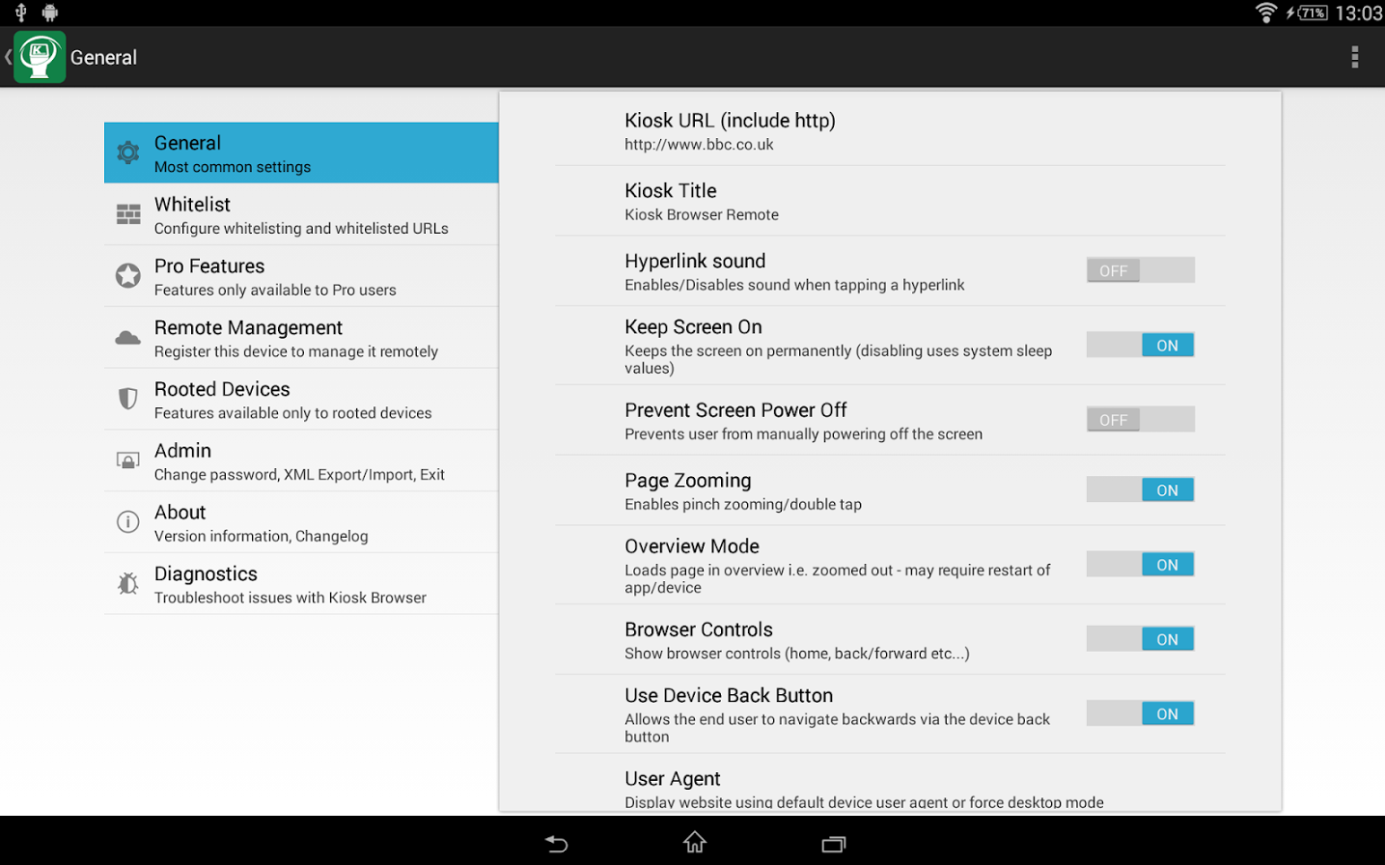 71%
13:03
K
General
General
Most common settings
Whitelist
Configure whitelisting and whitelisted URLs
Pro Features
Features only available to Pro users
Remote Management
Register this device to manage it remotely
Rooted Devices
Features available only to rooted devices
Admin
Change password, XML Export/Import, Exit
About
Version information, Changelog
Diagnostics
Troubleshoot issues with Kiosk Browser
Kiosk URL (include http)
http://www.bbc.co.uk
Kiosk Title
Kiosk Browser Remote
Hyperlink sound
Enables/Disables sound when tapping a hyperlink
OFF
Keep Screen On
Keeps the screen on permanently (disabling uses system sleep
values)
ON
Prevent Screen Power Off
Prevents user from manually powering off the screen
OFF
Page Zooming
Enables pinch zooming/double tap
ON
Overview Mode
Loads page in overview i.e. zoomed out - may require restart of
app/device
ON
Browser Controls
Show browser controls (home, back/forward etc...)
ON
Use Device Back Button
Allows the end user to navigate backwards via the device back
button
ON
User Agent
Display website using default device user agent or force desktop mode